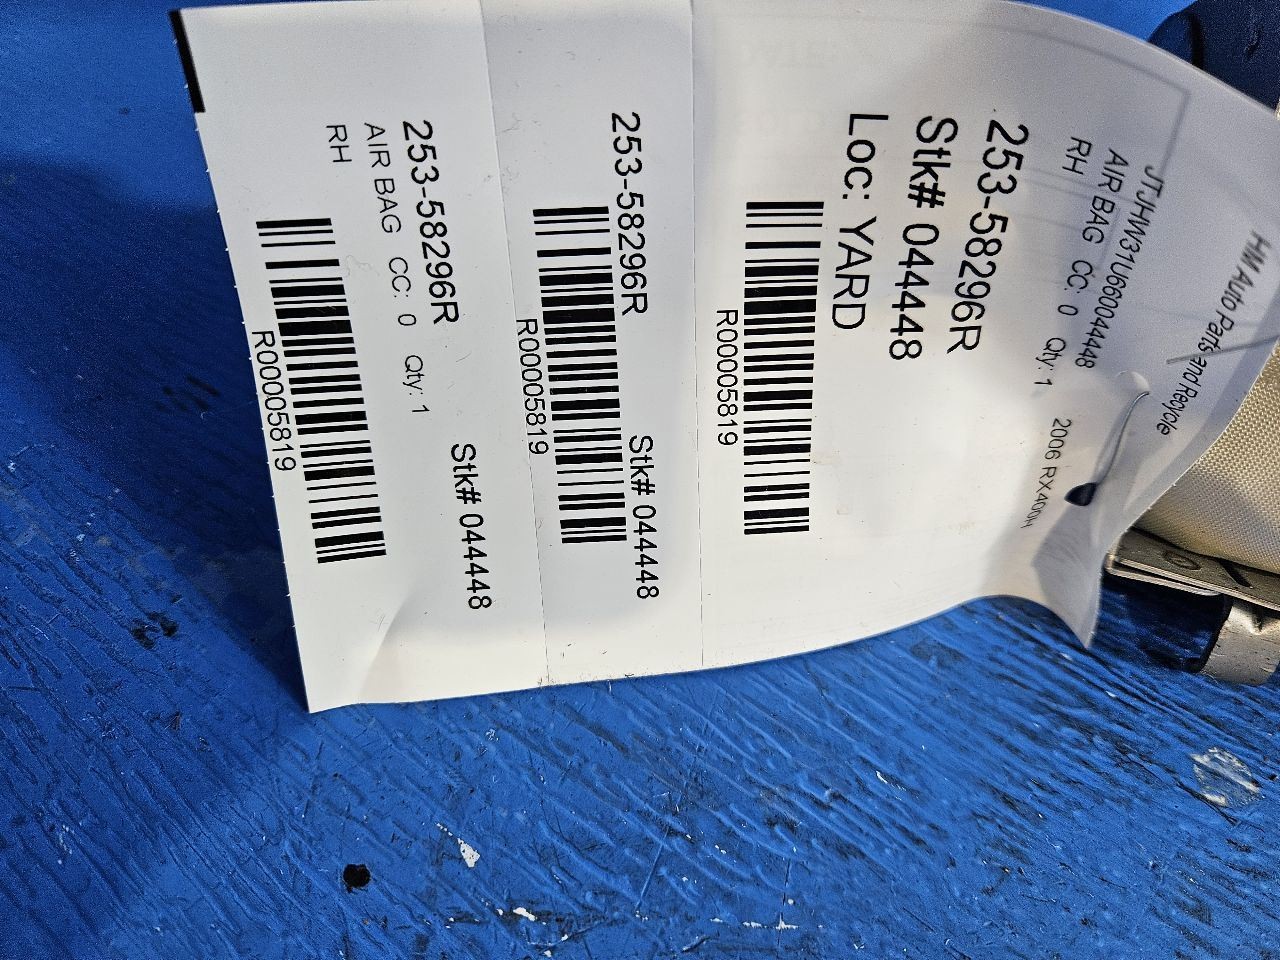 HM Auto Parts and Recycle
JTJHW31U660044448
AIR BAG CC: 0 Qty: 1 2006 RX400H
RH
253-58296R
Stk# 044448
Loc: YARD
R00005819
253-58296R Stk# 044448
R00005819
253-58296R Stk# 044448
AIR BAG CC: 0 Qty: 1
RH
R00005819